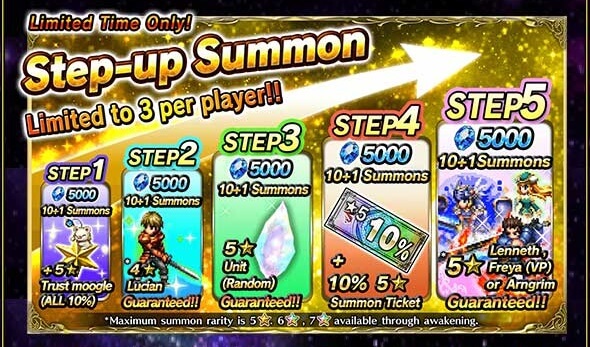 Limited Time Only!
Step-up Summon
Limited to 3 per player!!
STEP1
5000
10+1 Summons
+ 5★
Trust moogle
(ALL 10%)
STEP2
5000
10+1 Summons
4★
Lucian
Guaranteed!!
STEP3
5000
10+1 Summons
5★
Unit
(Random)
Guaranteed!!
STEP4
5000
10+1 Summons
★5
10%
+
10% 5★
Summon Ticket
STEP5
5000
10+1 Summons
5★
Lenneth,
Freya (VP)
or Arngrim
Guaranteed!!
*Maximum summon rarity is 5★. 6★, 7★ available through awakening.